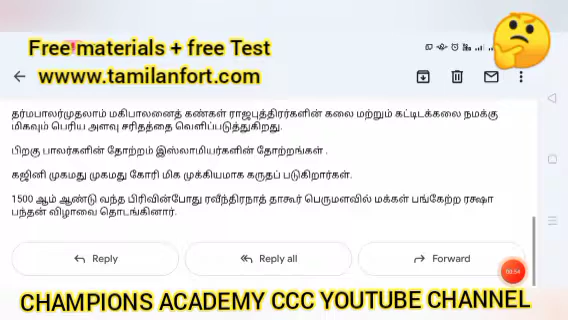 Free materials + free Test
wwww.tamilanfort.com
தர்மபாலர்முதலாம் மகிபாலனைத் கண்கள் ராஜபுத்திரர்களின் கலை மற்றும் கட்டிடக்கலை நமக்கு
மிகவும் பெரிய அளவு சரிதத்தை வெளிப்படுத்துகிறது.
பிறகு பாலர்களின் தோற்றம் இஸ்லாமியர்களின் தோற்றங்கள் .
கஜினி முகமது முகமது கோரி மிக முக்கியமாக கருதப் படுகிறார்கள்.
1500 ஆம் ஆண்டு வந்த பிரிவின்போது ரவீந்திரநாத் தாகூர் பெருமளவில் மக்கள் பங்கேற்ற ரக்ஷா
பந்தன் விழாவை தொடங்கினார்.
Reply
Reply all
Forward
CHAMPIONS ACADEMY CCC YOUTUBE CHANNEL